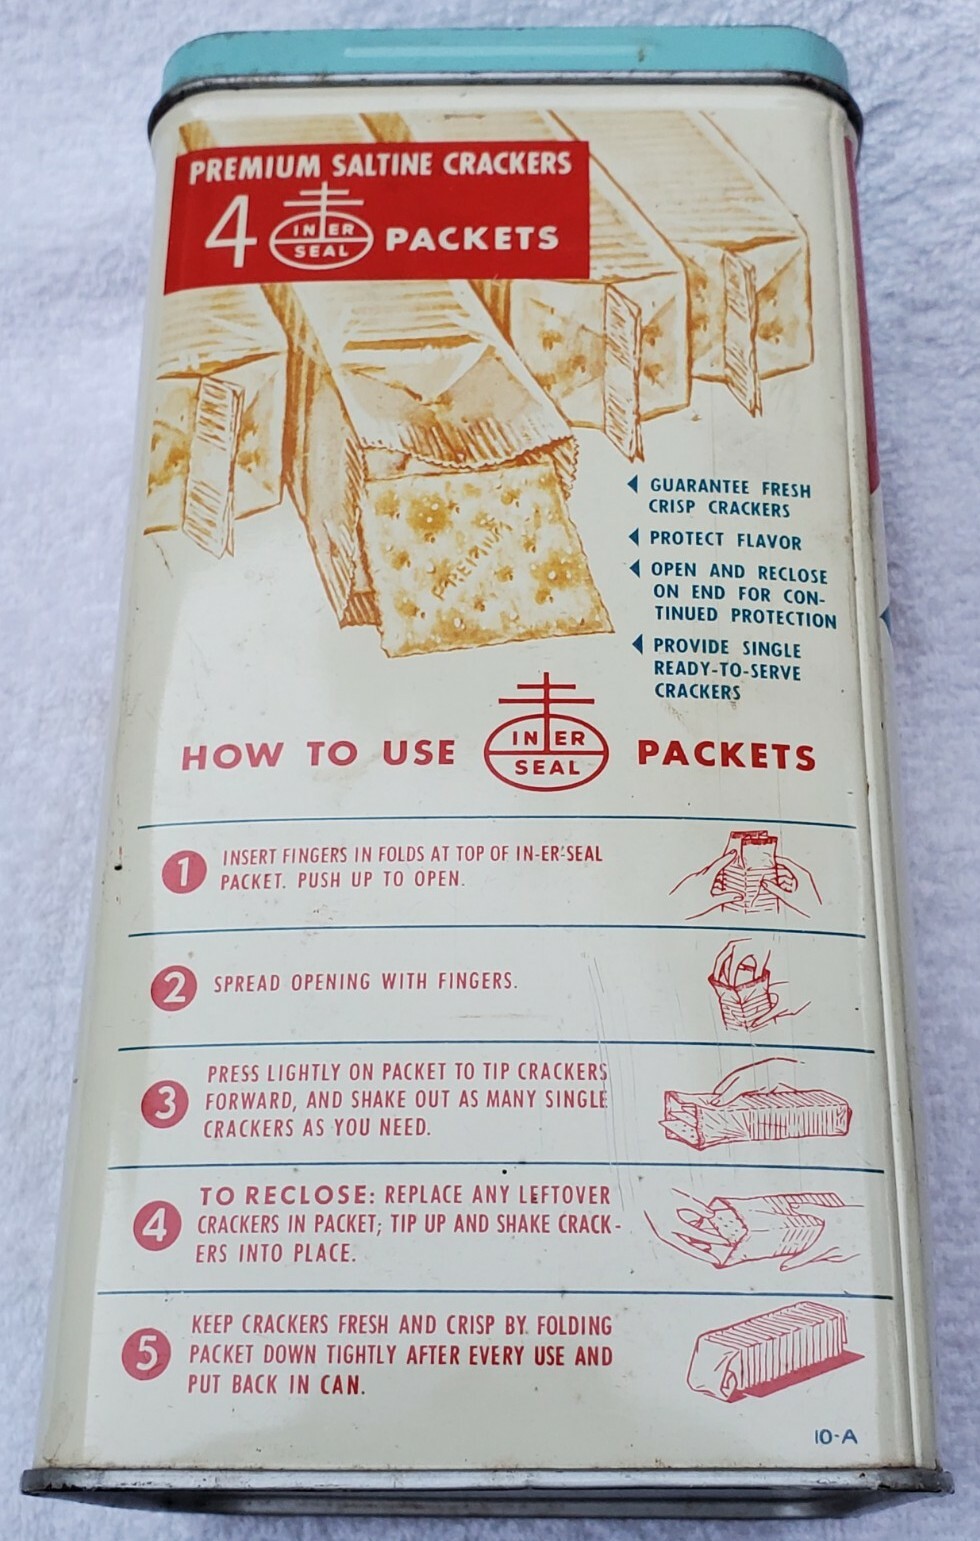 PREMIUM SALTINE CRACKERS
4 IN ER SEAL PACKETS
PREMIUM
GUARANTEE FRESH
CRISP CRACKERS
PROTECT FLAVOR
OPEN AND RECLOSE
ON END FOR CON-
TINUED PROTECTION
PROVIDE SINGLE
READY-TO-SERVE
CRACKERS
HOW TO USE IN ER SEAL PACKETS
1 INSERT FINGERS IN FOLDS AT TOP OF IN-ER-SEAL
PACKET. PUSH UP TO OPEN.
2 SPREAD OPENING WITH FINGERS.
3 PRESS LIGHTLY ON PACKET TO TIP CRACKERS
FORWARD, AND SHAKE OUT AS MANY SINGLE
CRACKERS AS YOU NEED.
4 TO RECLOSE: REPLACE ANY LEFTOVER
CRACKERS IN PACKET; TIP UP AND SHAKE CRACK-
ERS INTO PLACE.
5 KEEP CRACKERS FRESH AND CRISP BY FOLDING
PACKET DOWN TIGHTLY AFTER EVERY USE AND
PUT BACK IN CAN.
10-A